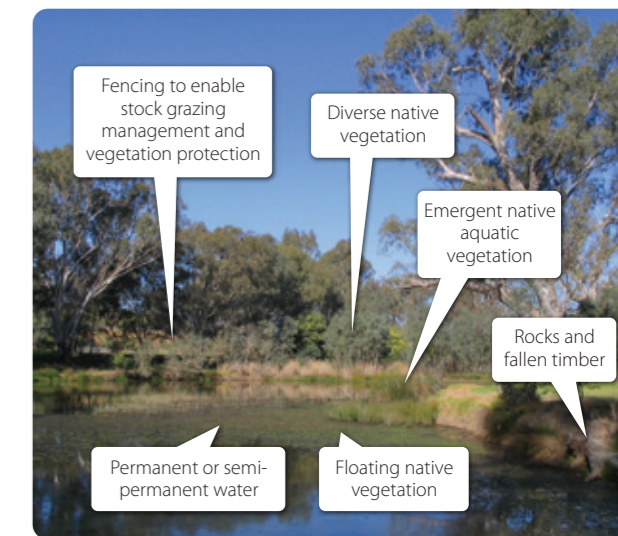 Fencing to enable
stock grazing
management and
vegetation protection
Diverse native
vegetation
Emergent native
aquatic
vegetation
Rocks and
fallen timber
Permanent or semi-
permanent water
Floating native
vegetation